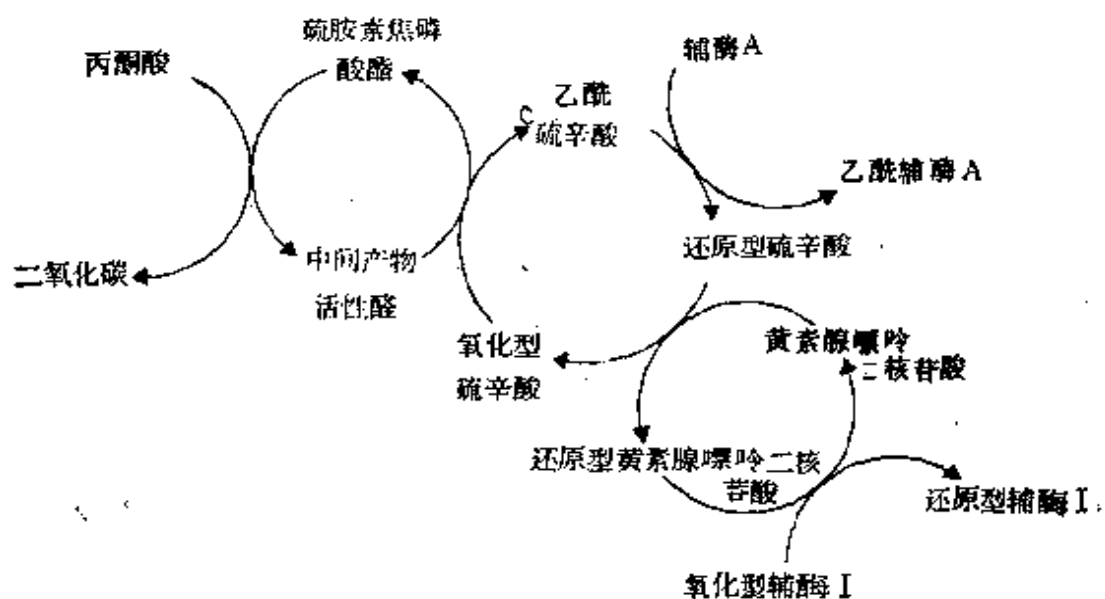 硫胺素焦磷
酸酯
丙酮酸
辅酶A
乙酰
硫辛酸
乙酰辅酶A
还原型硫辛酸
中间产物
活性醛
二氧化碳
氧化型
硫辛酸
黄素腺嘌呤
二核苷酸
还原型黄素腺嘌呤二核
苷酸
还原型辅酶I
氧化型辅酶I